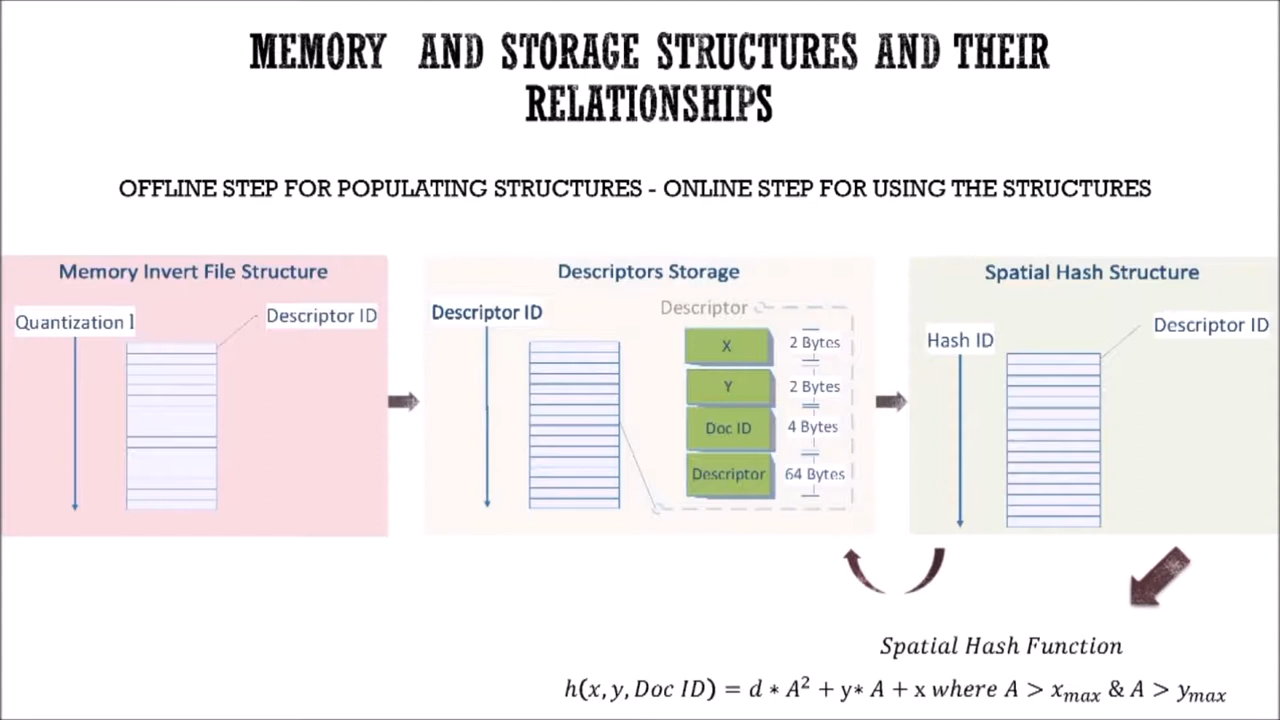 MEMORY AND STORAGE STRUCTURES AND THEIR
RELATIONSHIPS
OFFLINE STEP FOR POPULATING STRUCTURES - ONLINE STEP FOR USING THE STRUCTURES
Memory Invert File Structure
Quantization I
Descriptor ID
Descriptors Storage
Descriptor ID
Descriptor
X
2 Bytes
Y
2 Bytes
Doc ID
4 Bytes
Descriptor
64 Bytes
Spatial Hash Structure
Hash ID
Descriptor ID
Spatial Hash Function
h(x, y, Doc ID) = d * A² + y* A + x where A > xₘₐₓ & A > yₘₐₓ